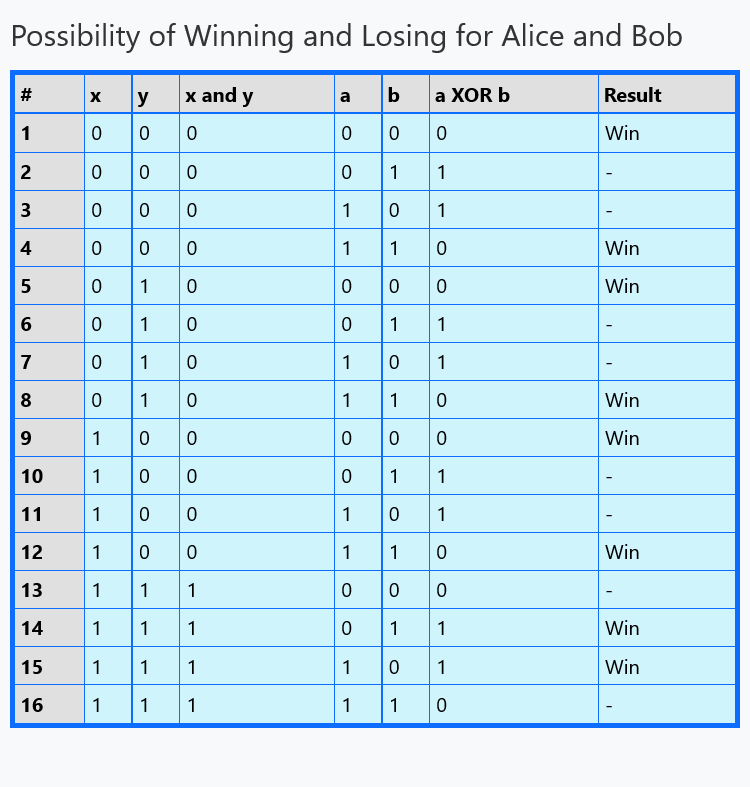 Possibility of Winning and Losing for Alice and Bob
# x y x and y a b a XOR b Result
1 0 0 0 0 0 0 Win
2 0 0 0 0 1 1 -
3 0 0 0 1 0 1 -
4 0 0 0 1 1 0 Win
5 0 1 0 0 0 0 Win
6 0 1 0 0 1 1 -
7 0 1 0 1 0 1 -
8 0 1 0 1 1 0 Win
9 1 0 0 0 0 0 Win
10 1 0 0 0 1 1 -
11 1 0 0 1 0 1 -
12 1 0 0 1 1 0 Win
13 1 1 1 0 0 0 -
14 1 1 1 0 1 1 Win
15 1 1 1 1 0 1 Win
16 1 1 1 1 1 0 -